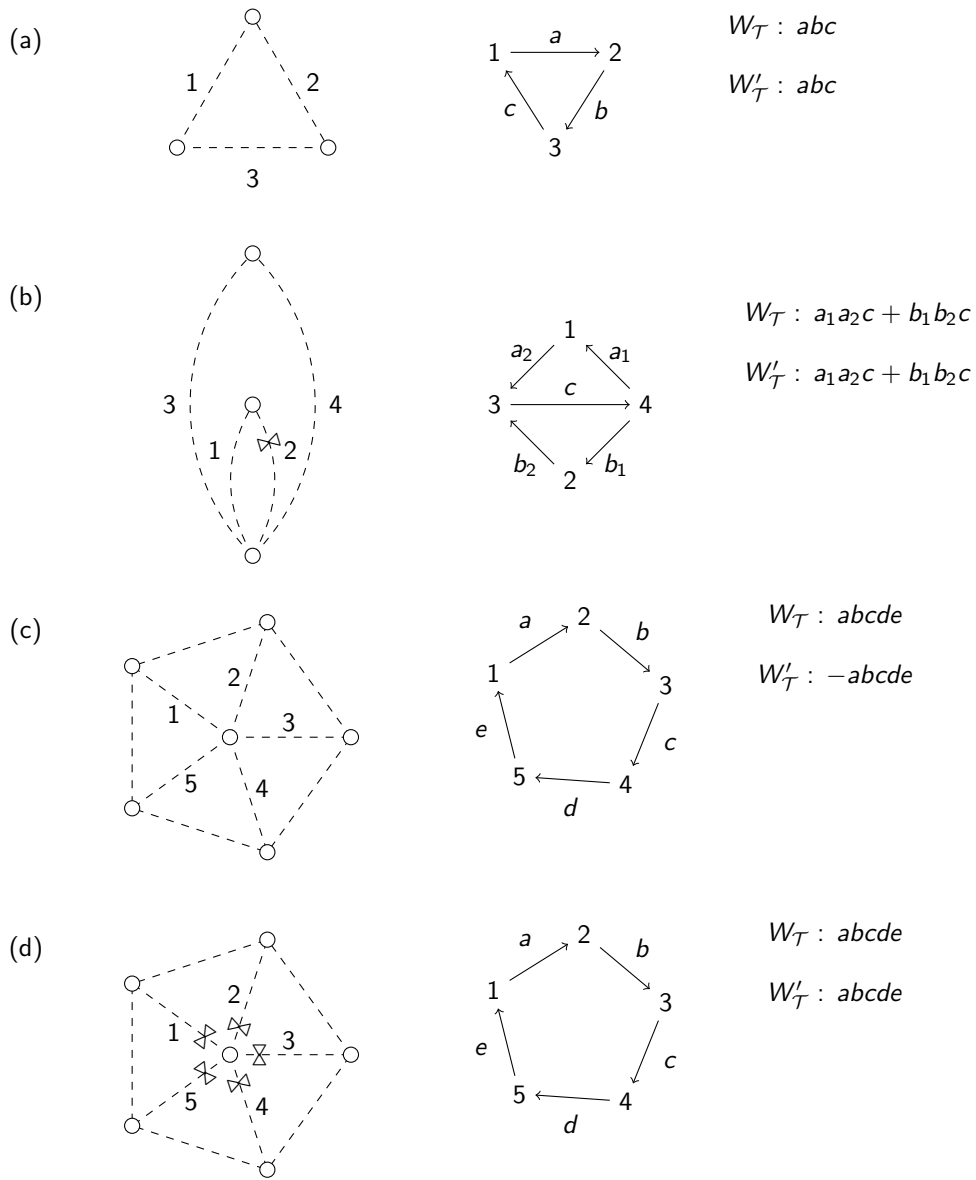 (a)
1
2
3
1
a
2
c
b
3
W_𝒯 : abc
W′_𝒯 : abc
(b)
3
1
2
4
1
a₂
a₁
c
3
4
b₂
b₁
2
W_𝒯 : a₁a₂c + b₁b₂c
W′_𝒯 : a₁a₂c + b₁b₂c
(c)
2
1
3
5
4
a
2
b
1
3
e
c
5
4
d
W_𝒯 : abcde
W′_𝒯 : −abcde
(d)
2
1
3
5
4
a
2
b
1
3
e
c
5
4
d
W_𝒯 : abcde
W′_𝒯 : abcde